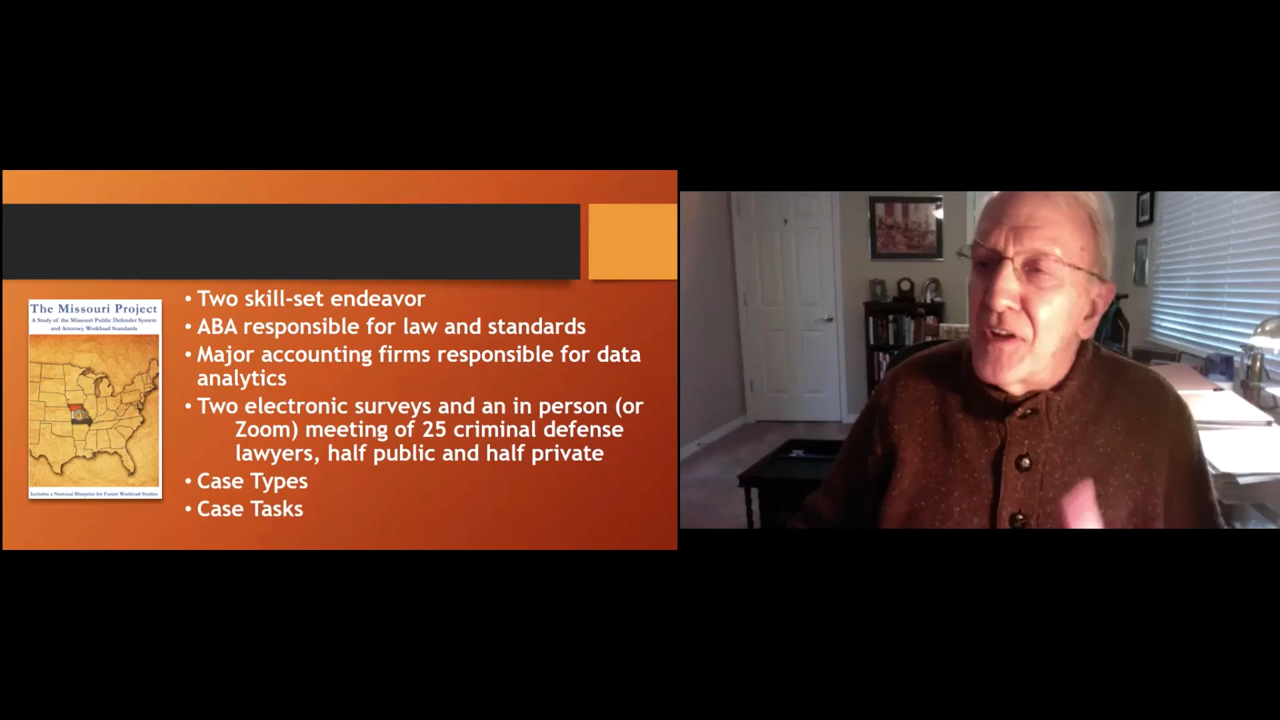 The Missouri Project
A Study of the Missouri Public Defender System
and Attorney Workload Standards
Includes a National Blueprint for Future Workload Studies
• Two skill-set endeavor
• ABA responsible for law and standards
• Major accounting firms responsible for data
analytics
• Two electronic surveys and an in person (or
Zoom) meeting of 25 criminal defense
lawyers, half public and half private
• Case Types
• Case Tasks